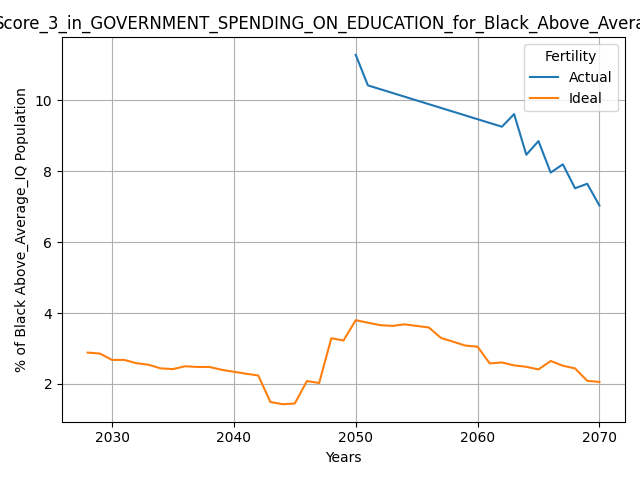 Score_3_in_GOVERNMENT_SPENDING_ON_EDUCATION_for_Black_Above_Avera
Fertility
Actual
Ideal
% of Black Above_Average_IQ Population
10
8
6
4
2
2030 2040 2050 2060 2070
Years